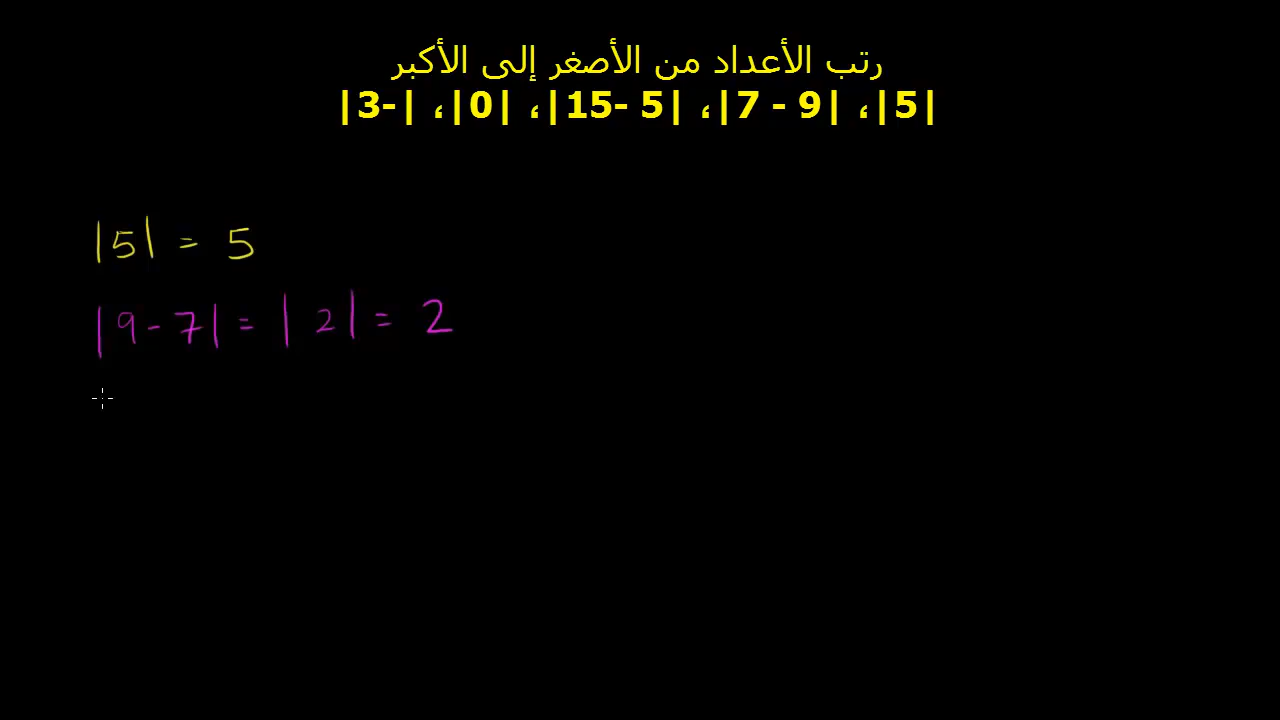 رتب الأعداد من الأصغر إلى الأكبر
|5|، |9 - 7|، |5 -15|، |0|، |-3|
|5| = 5
|9 - 7| = |2| = 2